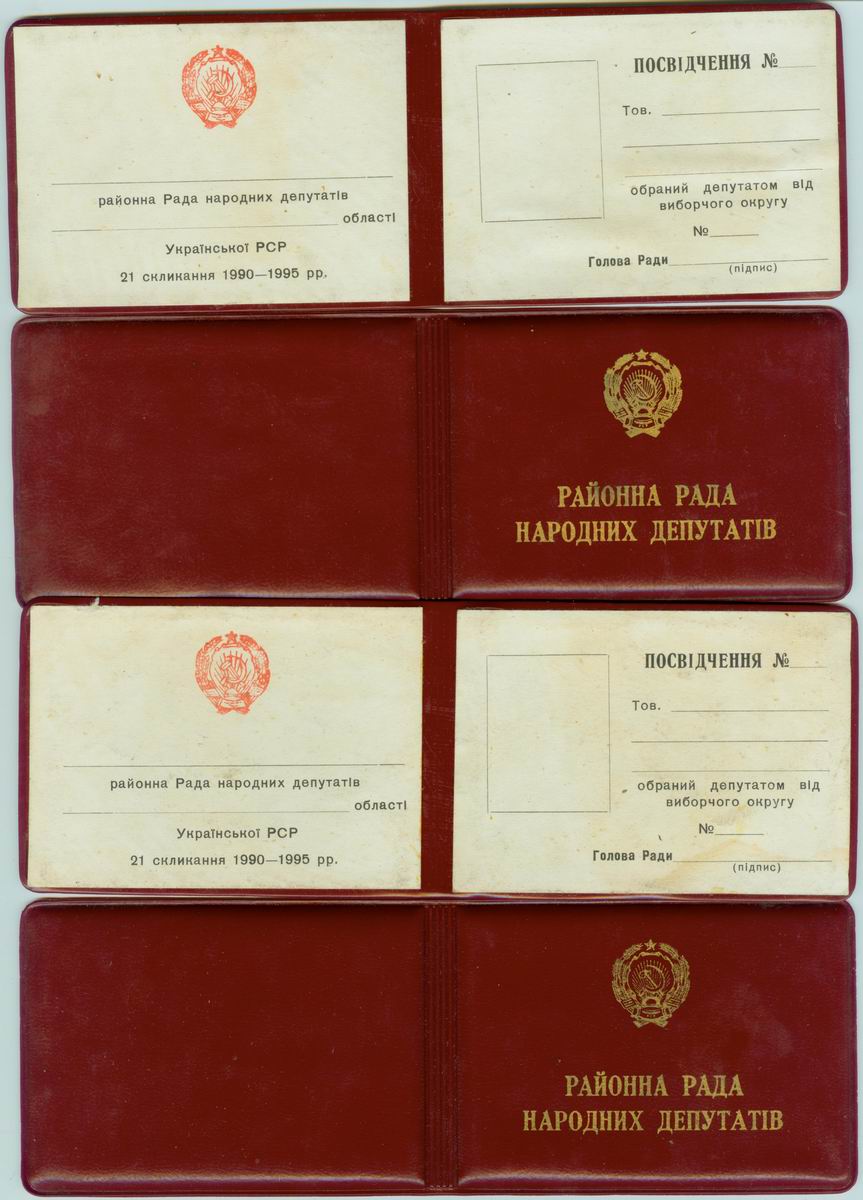 районна Рада народних депутатів
області
Української РСР
21 скликання 1990—1995 рр.
ПОСВІДЧЕННЯ №
Тов.
обраний депутатом від
виборчого округу
№
Голова Ради
(підпис)
РАЙОННА РАДА
НАРОДНИХ ДЕПУТАТІВ
районна Рада народних депутатів
області
Української РСР
21 скликання 1990—1995 рр.
ПОСВІДЧЕННЯ №
Тов.
обраний депутатом від
виборчого округу
№
Голова Ради
(підпис)
РАЙОННА РАДА
НАРОДНИХ ДЕПУТАТІВ